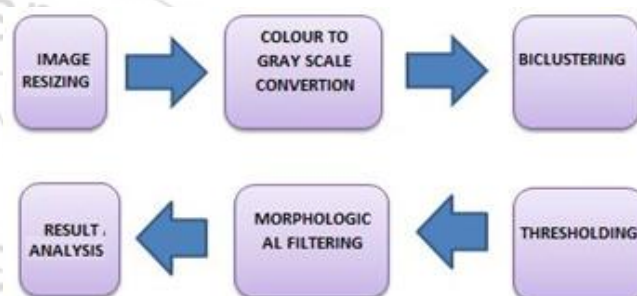 IMAGE
RESIZING
COLOUR TO
GRAY SCALE
CONVERTION
BICLUSTERING
RESULT
ANALYSIS
MORPHOLOGIC
AL FILTERING
THRESHOLDING